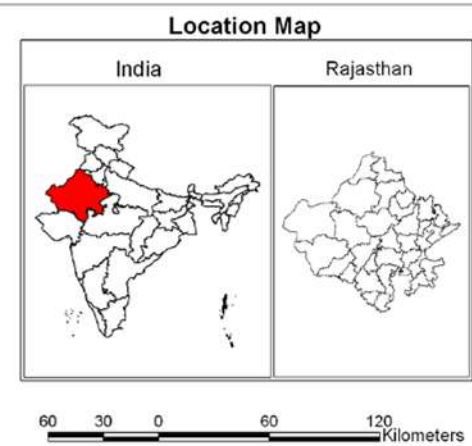 Location Map
India
Rajasthan
60 30 0 60 120
Kilometers